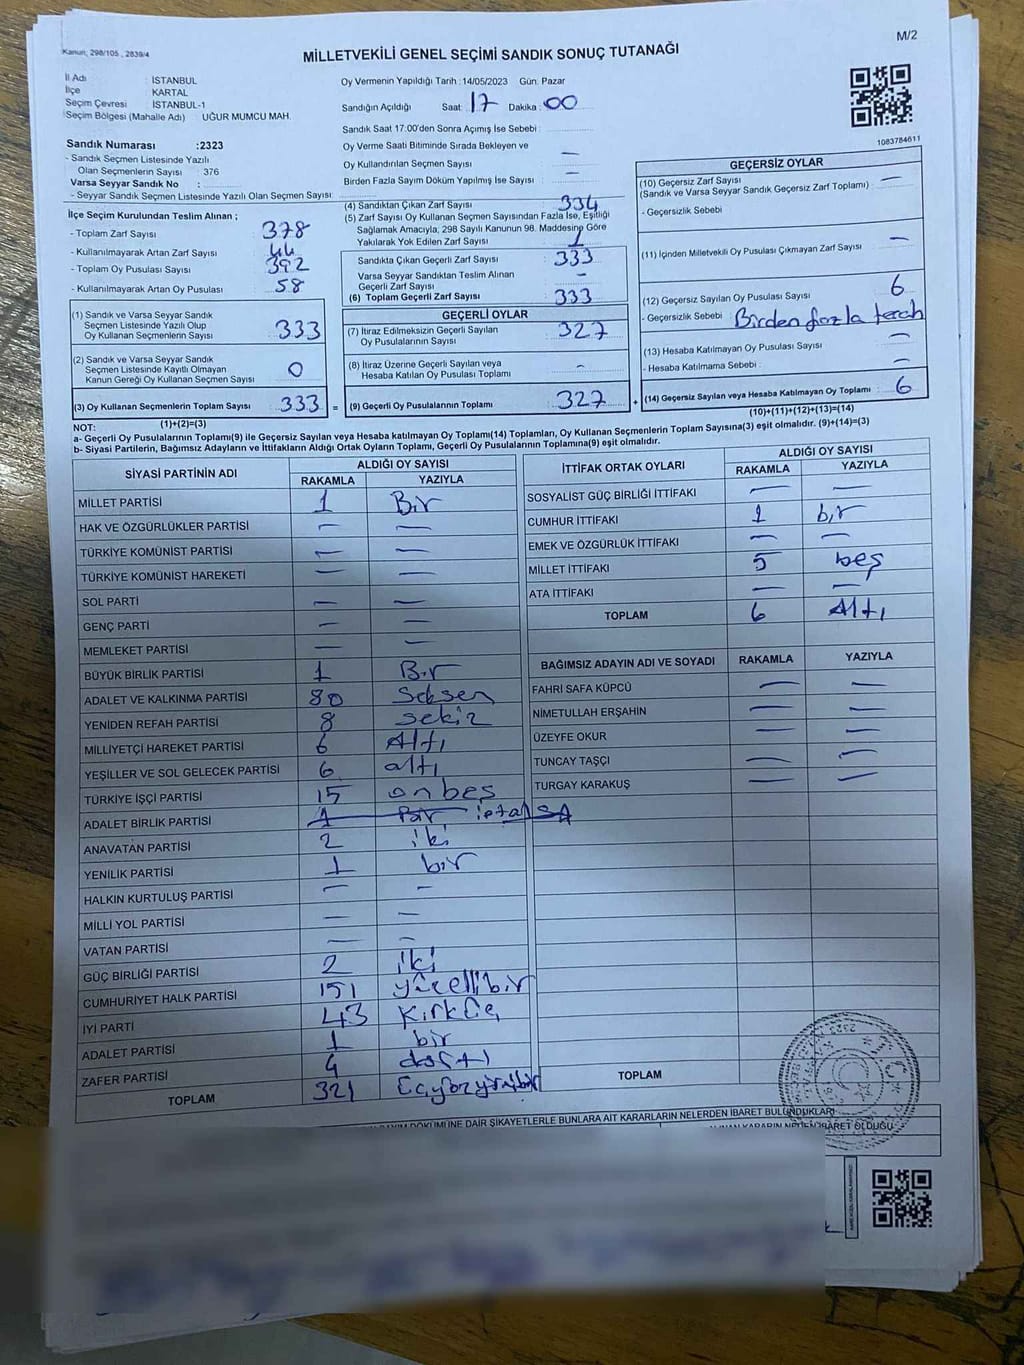 Kanun; 298/105 , 2839/4
M/2
MİLLETVEKİLİ GENEL SEÇİMİ SANDIK SONUÇ TUTANAĞI
İl Adı : İSTANBUL
İlçe : KARTAL
Seçim Çevresi : İSTANBUL-1
Seçim Bölgesi (Mahalle Adı) : UĞUR MUMCU MAH.
Oy Vermenin Yapıldığı Tarih :14/05/2023 Gün: Pazar
Sandığın Açıldığı Saat : 17 Dakika : 00
Sandık Saat 17:00'den Sonra Açımış İse Sebebi :
Oy Verme Saati Bitiminde Sırada Bekleyen ve
Oy Kullandırılan Seçmen Sayısı : —
Birden Fazla Sayım Döküm Yapılmış İse Sayısı : —
Sandık Numarası :2323
- Sandık Seçmen Listesinde Yazılı
Olan Seçmenlerin Sayısı : 376
Varsa Seyyar Sandık No :
- Seyyar Sandık Seçmen Listesinde Yazılı Olan Seçmen Sayısı:
İlçe Seçim Kurulundan Teslim Alınan ;
- Toplam Zarf Sayısı : 378
- Kullanılmayarak Artan Zarf Sayısı : 44
- Toplam Oy Pusulası Sayısı : 392
- Kullanılmayarak Artan Oy Pusulası : 58
(4) Sandıktan Çıkan Zarf Sayısı : 334
(5) Zarf Sayısı Oy Kullanan Seçmen Sayısından Fazla İse, Eşitliği
Sağlamak Amacıyla, 298 Sayılı Kanunun 98. Maddesine Göre
Yakılarak Yok Edilen Zarf Sayısı : 1
Sandıkta Çıkan Geçerli Zarf Sayısı : 333
Varsa Seyyar Sandıktan Teslim Alınan
Geçerli Zarf Sayısı : —
(6) Toplam Geçerli Zarf Sayısı : 333
1083784611
GEÇERSİZ OYLAR
(10) Geçersiz Zarf Sayısı : —
(Sandık ve Varsa Seyyar Sandık Geçersiz Zarf Toplamı)
- Geçersizlik Sebebi
(11) İçinden Milletvekili Oy Pusulası Çıkmayan Zarf Sayısı : —
(12) Geçersiz Sayılan Oy Pusulası Sayısı : 6
- Geçersizlik Sebebi : Birden fazla tercih
(13) Hesaba Katılmayan Oy Pusulası Sayısı : —
- Hesaba Katılmama Sebebi : —
(14) Geçersiz Sayılan veya Hesaba Katılmayan Oy Toplamı : 6
(10)+(11)+(12)+(13)=(14)
(1) Sandık ve Varsa Seyyar Sandık
Seçmen Listesinde Yazılı Olup
Oy Kullanan Seçmenlerin Sayısı : 333
(2) Sandık ve Varsa Seyyar Sandık
Seçmen Listesinde Kayıtlı Olmayan
Kanun Gereği Oy Kullanan Seçmen Sayısı : 0
(3) Oy Kullanan Seçmenlerin Toplam Sayısı : 333
(1)+(2)=(3)
GEÇERLİ OYLAR
(7) İtiraz Edilmeksizin Geçerli Sayılan
Oy Pusulalarının Sayısı : 327
(8) İtiraz Üzerine Geçerli Sayılan veya
Hesaba Katılan Oy Pusulası Toplamı : —
= (9) Geçerli Oy Pusulalarının Toplamı : 327 +
NOT:
a- Geçerli Oy Pusulalarının Toplamı(9) ile Geçersiz Sayılan veya Hesaba katılmayan Oy Toplamı(14) Toplamları, Oy Kullanan Seçmenlerin Toplam Sayısına(3) eşit olmalıdır. (9)+(14)=(3)
b- Siyasi Partilerin, Bağımsız Adayların ve İttifakların Aldığı Ortak Oyların Toplamı, Geçerli Oy Pusulalarının Toplamına(9) eşit olmalıdır.
SİYASİ PARTİNİN ADI ALDIĞI OY SAYISI
RAKAMLA YAZIYLA
MİLLET PARTİSİ 1 Bir
HAK VE ÖZGÜRLÜKLER PARTİSİ — —
TÜRKİYE KOMÜNİST PARTİSİ — —
TÜRKİYE KOMÜNİST HAREKETİ — —
SOL PARTİ — —
GENÇ PARTİ — —
MEMLEKET PARTİSİ — —
BÜYÜK BİRLİK PARTİSİ 1 Bir
ADALET VE KALKINMA PARTİSİ 80 Seksen
YENİDEN REFAH PARTİSİ 8 sekiz
MİLLİYETÇİ HAREKET PARTİSİ 6 Altı
YEŞİLLER VE SOL GELECEK PARTİSİ 6 altı
TÜRKİYE İŞÇİ PARTİSİ 15 onbeş
ADALET BİRLİK PARTİSİ 1 Bir iptal
ANAVATAN PARTİSİ 2 iki
YENİLİK PARTİSİ 1 bir
HALKIN KURTULUŞ PARTİSİ — —
MİLLİ YOL PARTİSİ — —
VATAN PARTİSİ — —
GÜÇ BİRLİĞİ PARTİSİ 2 iki
CUMHURİYET HALK PARTİSİ 151 yüzellibir
İYİ PARTİ 43 Kırküç
ADALET PARTİSİ 1 bir
ZAFER PARTİSİ 4 dört
TOPLAM 321 üçyüzyirmibir
İTTİFAK ORTAK OYLARI ALDIĞI OY SAYISI
RAKAMLA YAZIYLA
SOSYALİST GÜÇ BİRLİĞİ İTTİFAKI — —
CUMHUR İTTİFAKI 1 bir
EMEK VE ÖZGÜRLÜK İTTİFAKI — —
MİLLET İTTİFAKI 5 beş
ATA İTTİFAKI — —
TOPLAM 6 Altı
BAĞIMSIZ ADAYIN ADI VE SOYADI RAKAMLA YAZIYLA
FAHRİ SAFA KÜPCÜ — —
NİMETULLAH ERŞAHİN — —
ÜZEYFE OKUR — —
TUNCAY TAŞÇI — —
TURGAY KARAKUŞ — —
TOPLAM
DÖKÜMÜNE DAİR ŞİKAYETLERLE BUNLARA AİT KARARLARIN NELERDEN İBARET BULUNDUKLARI